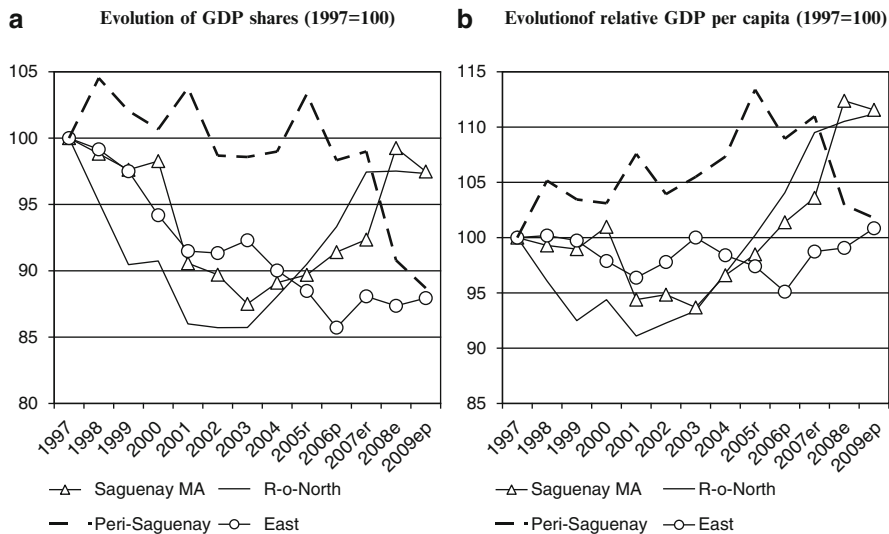 a Evolution of GDP shares (1997=100)
105
100
95
90
85
80
1997
1998
1999
2000
2001
2002
2003
2004
2005r
2006p
2007er
2008e
2009ep
Saguenay MA
R-o-North
Peri-Saguenay
East
b Evolutionof relative GDP per capita (1997=100)
115
110
105
100
95
90
85
1997
1998
1999
2000
2001
2002
2003
2004
2005r
2006p
2007er
2008e
2009ep
Saguenay MA
R-o-North
Peri-Saguenay
East